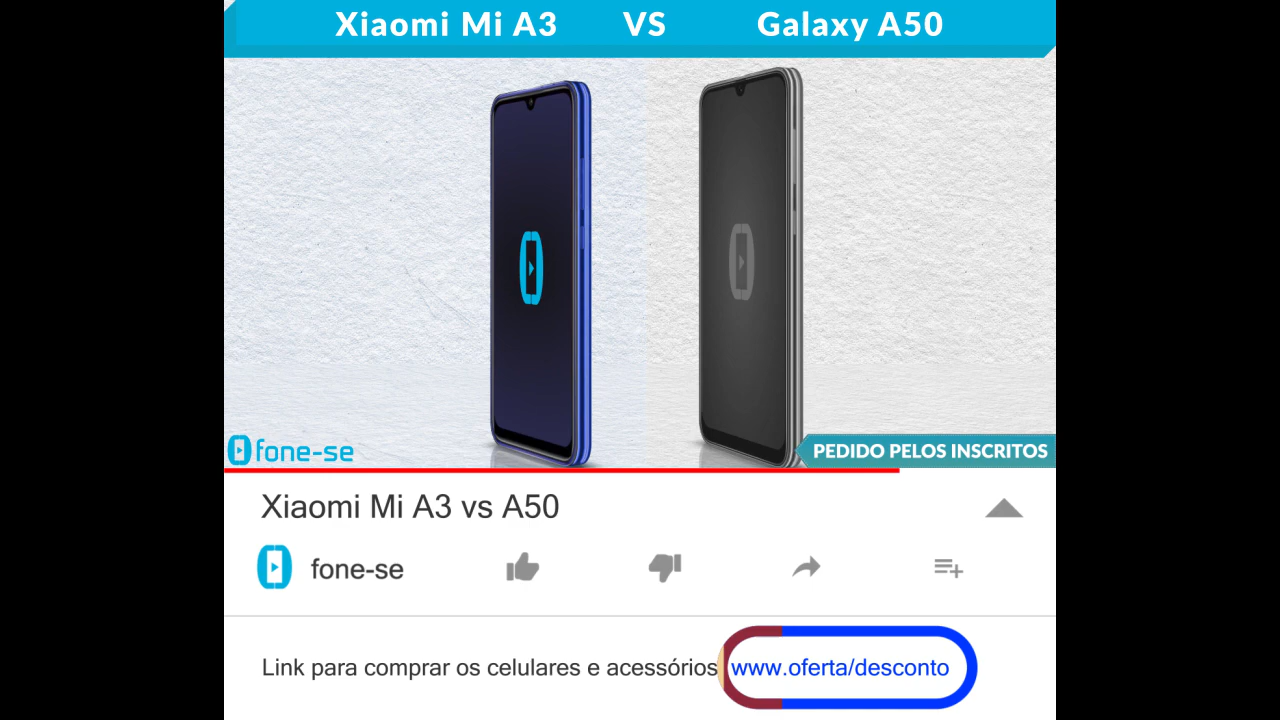 Xiaomi Mi A3 VS Galaxy A50
fone-se
PEDIDO PELOS INSCRITOS
Xiaomi Mi A3 vs A50
fone-se
Link para comprar os celulares e acessórios www.oferta/desconto